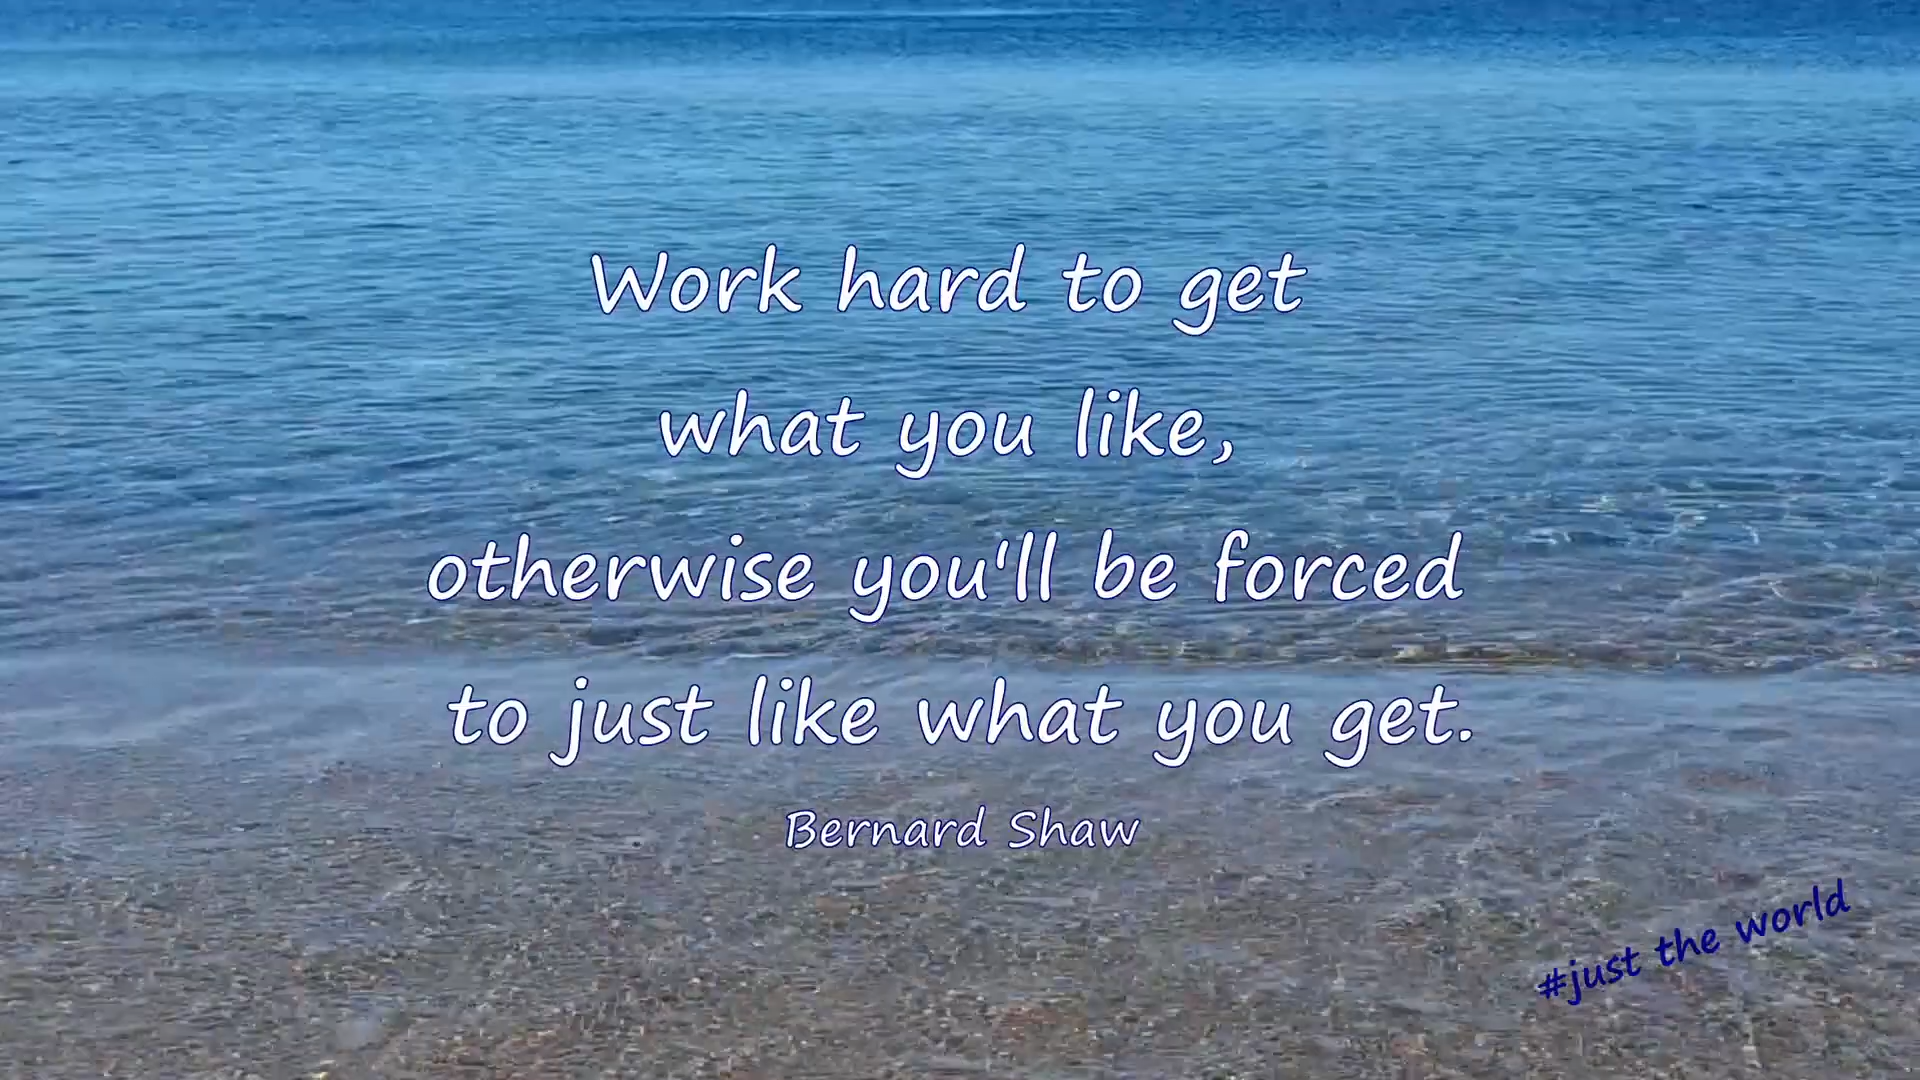 Work hard to get
what you like,
otherwise you'll be forced
to just like what you get.
Bernard Shaw
#just the world